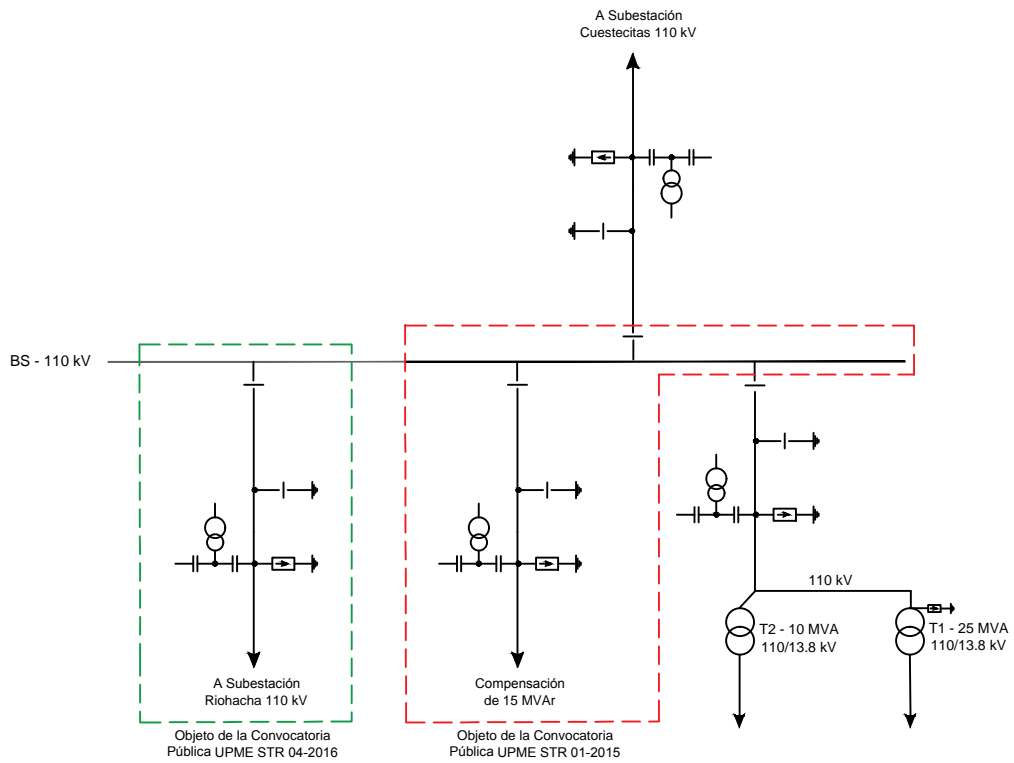 A Subestación
Cuestecitas 110 kV
BS - 110 kV
110 kV
T2 - 10 MVA
110/13.8 kV
T1 - 25 MVA
110/13.8 kV
A Subestación
Riohacha 110 kV
Compensación
de 15 MVAr
Objeto de la Convocatoria
Pública UPME STR 04-2016
Objeto de la Convocatoria
Pública UPME STR 01-2015